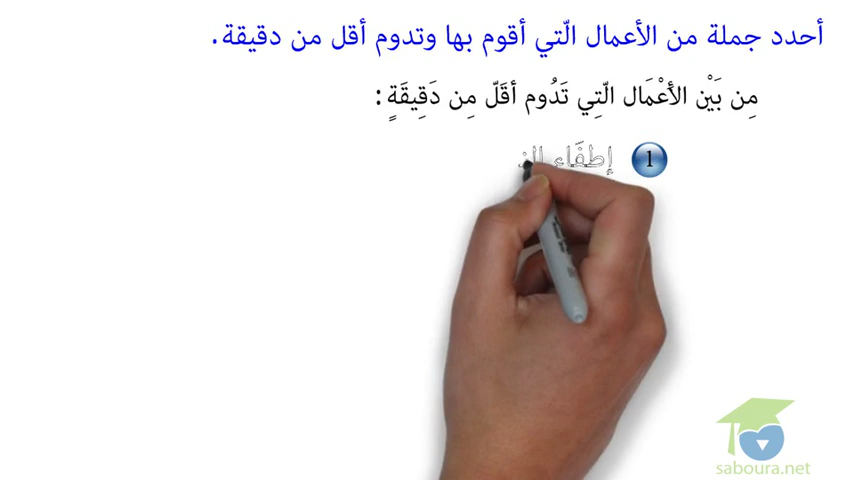 أحدد جملة من الأعمال الّتي أقوم بها وتدوم أقل من دقيقة.
مِن بَيْن الأَعْمَال الّتِي تَدُوم أقَلّ مِن دَقِيقَةٍ:
1 إِطفَاء
saboura.net